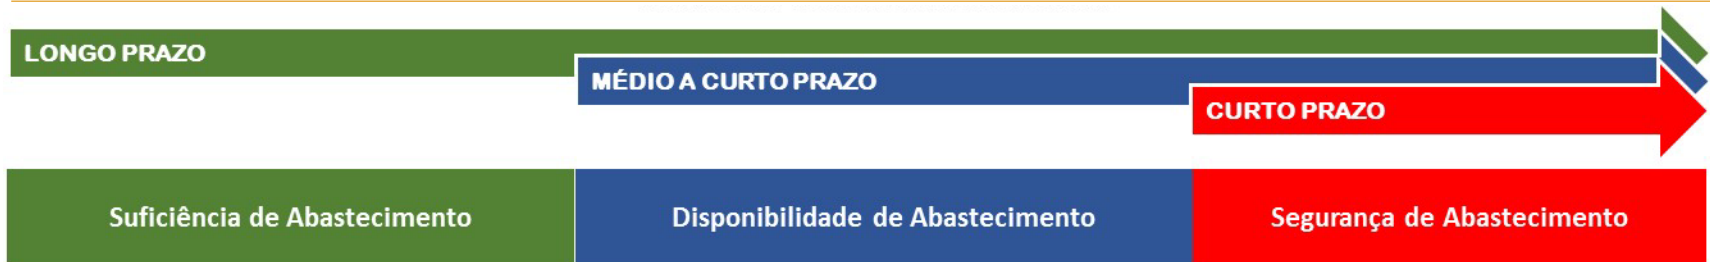 LONGO PRAZO
MÉDIO A CURTO PRAZO
CURTO PRAZO
Suficiência de Abastecimento
Disponibilidade de Abastecimento
Segurança de Abastecimento